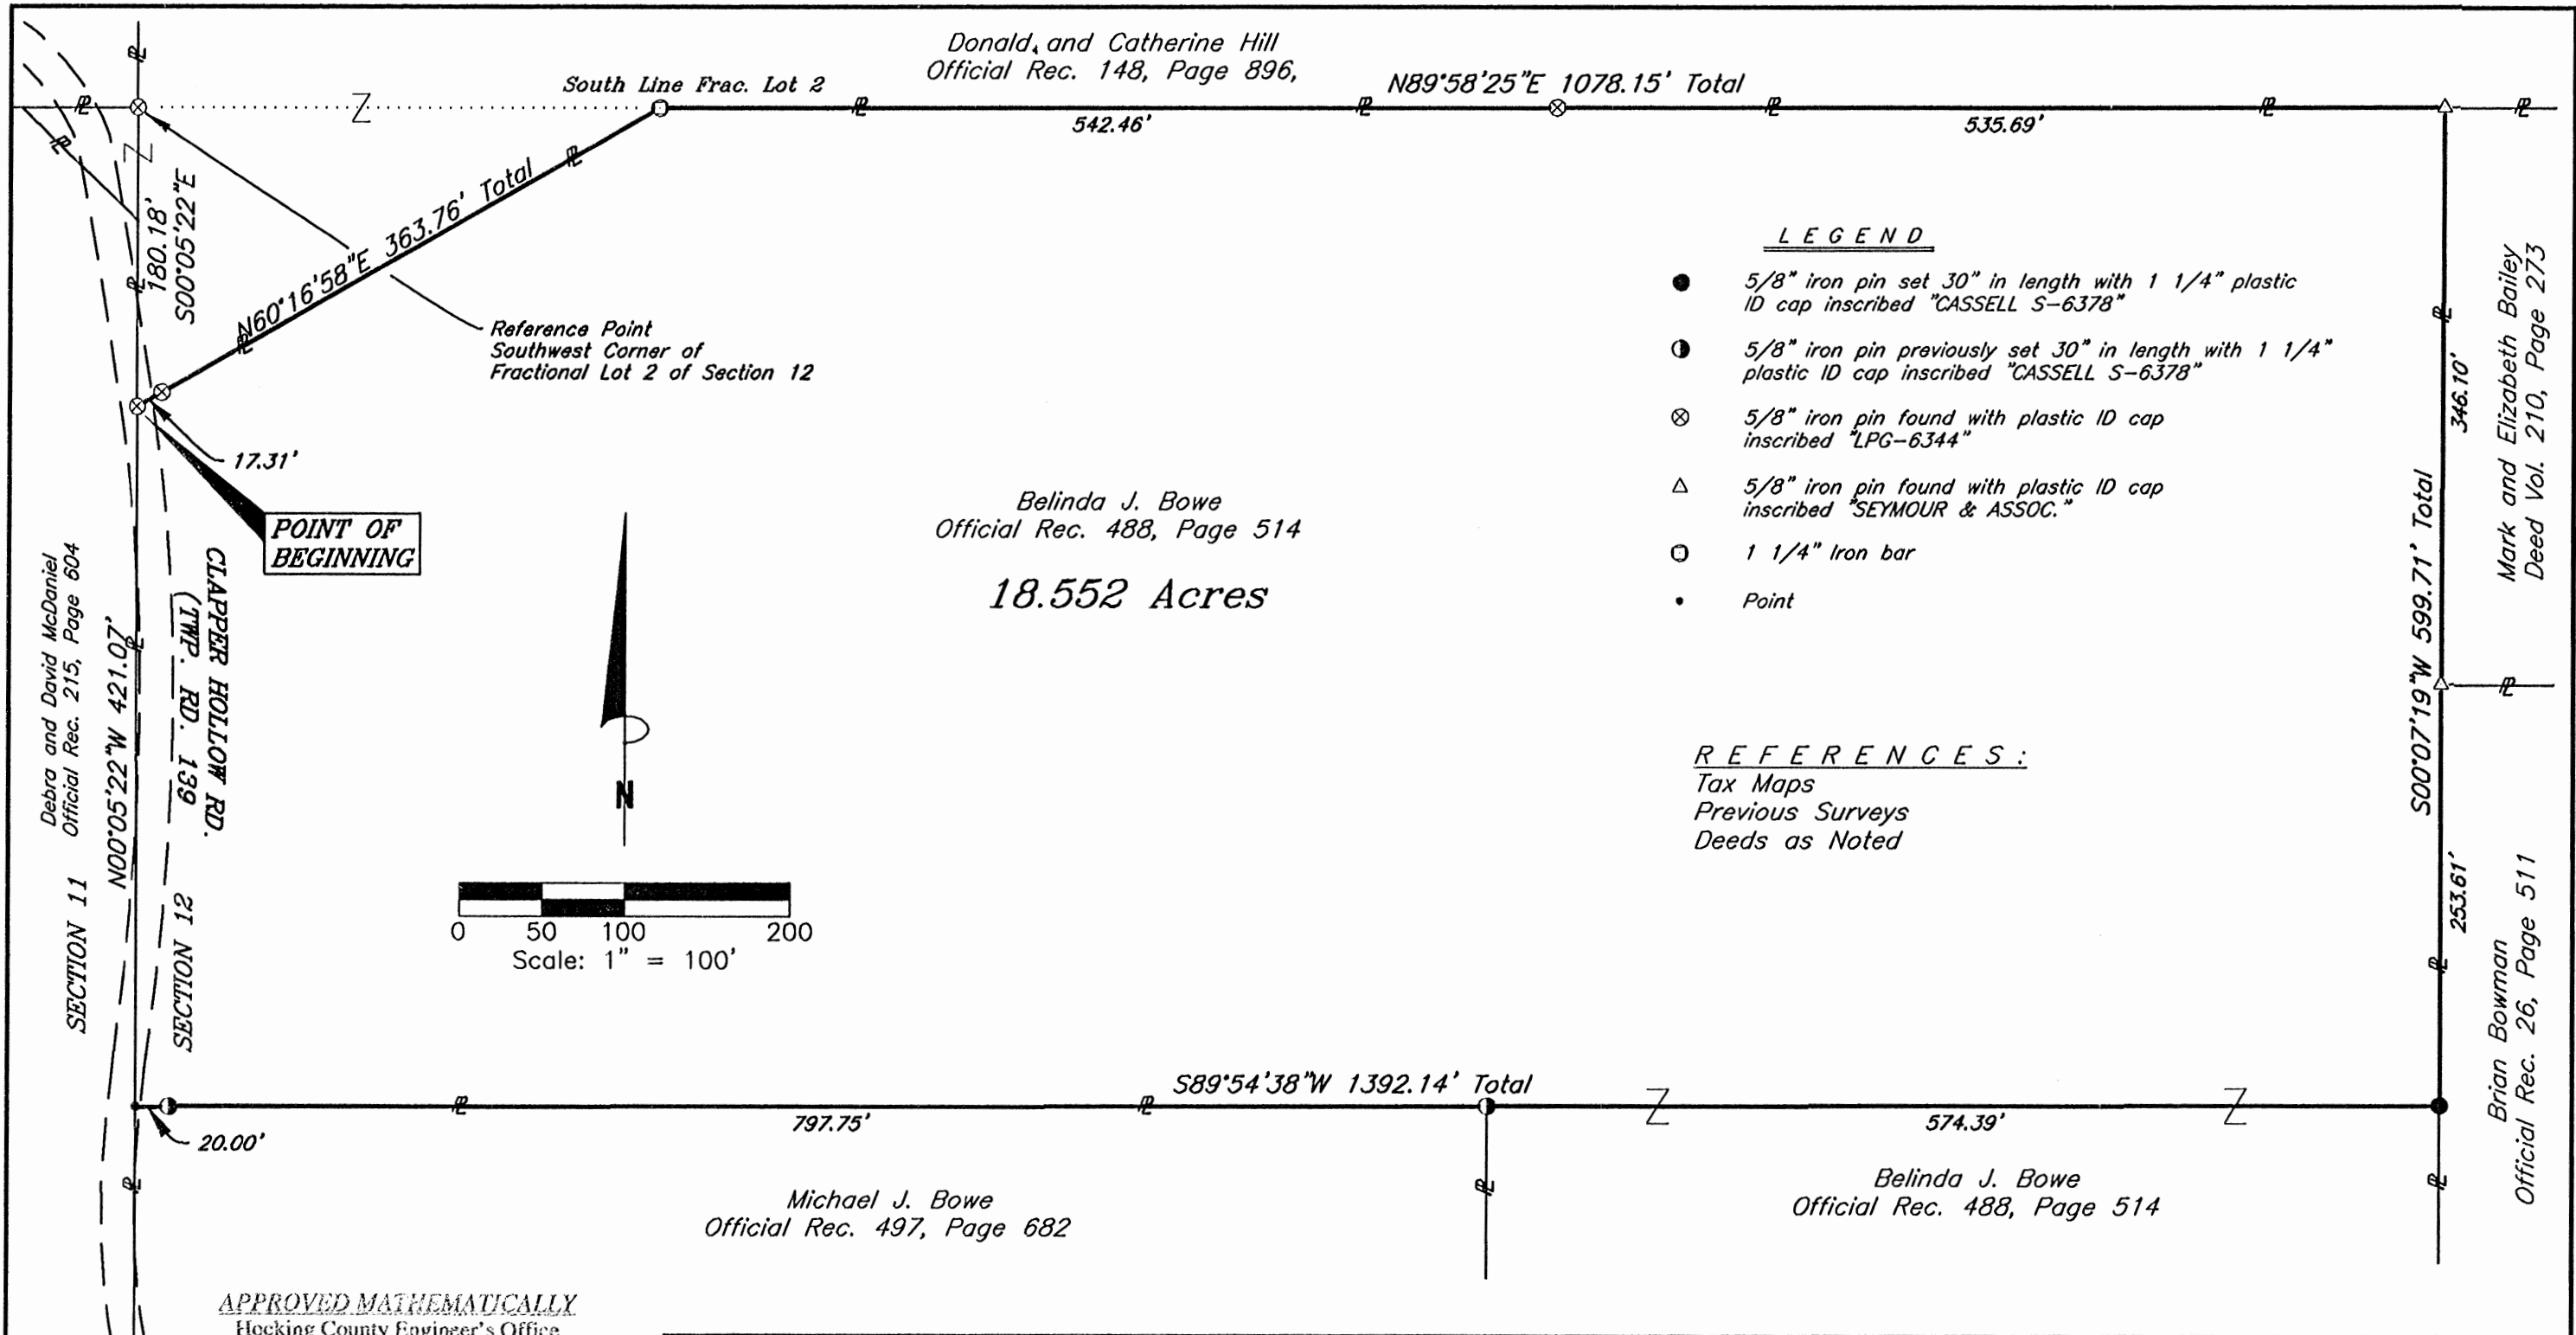 Donald, and Catherine Hill
Official Rec. 148, Page 896,
South Line Frac. Lot 2
N89°58'25"E 1078.15' Total
542.46'
535.69'
180.18'
S00°05'22"E
N60°16'58"E 363.76' Total
Reference Point
Southwest Corner of
Fractional Lot 2 of Section 12
17.31'
POINT OF
BEGINNING
LEGEND
5/8" iron pin set 30" in length with 1 1/4" plastic
ID cap inscribed "CASSELL S-6378"
5/8" iron pin previously set 30" in length with 1 1/4"
plastic ID cap inscribed "CASSELL S-6378"
5/8" iron pin found with plastic ID cap
inscribed "LPG-6344"
5/8" iron pin found with plastic ID cap
inscribed "SEYMOUR & ASSOC."
1 1/4" Iron bar
Point
Mark and Elizabeth Bailey
Deed Vol. 210, Page 273
346.10'
S00°07'19"W 599.71' Total
253.61'
Brian Bowman
Official Rec. 26, Page 511
Belinda J. Bowe
Official Rec. 488, Page 514
18.552 Acres
REFERENCES:
Tax Maps
Previous Surveys
Deeds as Noted
Debra and David McDaniel
Official Rec. 215, Page 604
N00°05'22"W 421.07'
CLAPPER HOLLOW RD.
(TWP. RD. 139
SECTION 11
SECTION 12
N
0 50 100 200
Scale: 1" = 100'
S89°54'38"W 1392.14' Total
797.75'
574.39'
20.00'
Michael J. Bowe
Official Rec. 497, Page 682
Belinda J. Bowe
Official Rec. 488, Page 514
APPROVED MATHEMATICALLY
Hocking County Engineer's Office